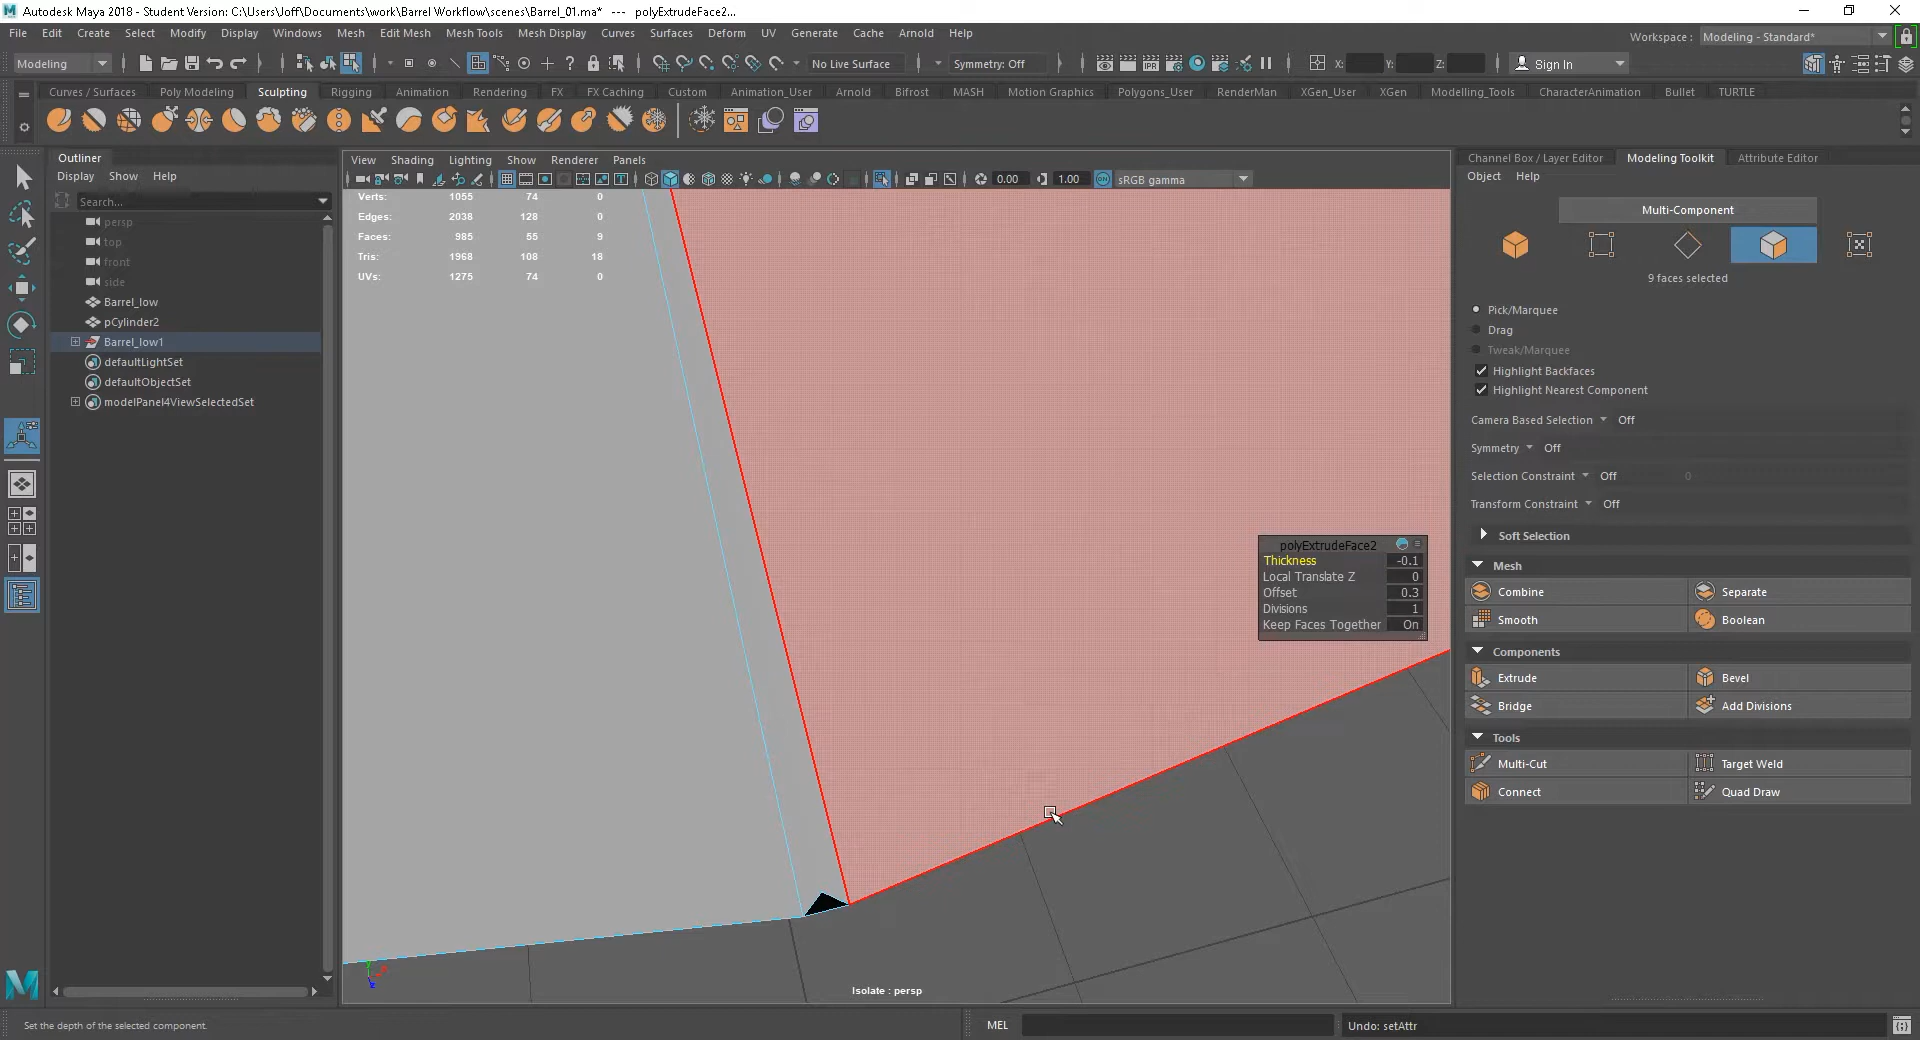 Autodesk Maya 2018 - Student Version: C:\Users\Joff\Documents\work\Barrel Workflow\scenes\Barrel_01.ma* --- polyExtrudeFace2...
File Edit Create Select Modify Display Windows Mesh Edit Mesh Mesh Tools Mesh Display Curves Surfaces Deform UV Generate Cache Arnold Help
Workspace : Modeling - Standard*
Modeling No Live Surface Symmetry: Off X: Y: Z: Sign In
Curves / Surfaces Poly Modeling Sculpting Rigging Animation Rendering FX FX Caching Custom Animation_User Arnold Bifrost MASH Motion Graphics Polygons_User RenderMan XGen_User XGen Modelling_Tools CharacterAnimation Bullet TURTLE
Outliner
Display Show Help
Search...
persp
top
front
side
Barrel_low
pCylinder2
Barrel_low1
defaultLightSet
defaultObjectSet
modelPanel4ViewSelectedSet
View Shading Lighting Show Renderer Panels
0.00 1.00 ON sRGB gamma
Verts: 1055 74 0
Edges: 2038 128 0
Faces: 985 55 9
Tris: 1968 108 18
UVs: 1275 74 0
polyExtrudeFace2
Thickness -0.1
Local Translate Z 0
Offset 0.3
Divisions 1
Keep Faces Together On
Isolate : persp
Channel Box / Layer Editor Modeling Toolkit Attribute Editor
Object Help
Multi-Component
9 faces selected
Pick/Marquee
Drag
Tweak/Marquee
Highlight Backfaces
Highlight Nearest Component
Camera Based Selection Off
Symmetry Off
Selection Constraint Off 0
Transform Constraint Off
Soft Selection
Mesh
Combine Separate
Smooth Boolean
Components
Extrude Bevel
Bridge Add Divisions
Tools
Multi-Cut Target Weld
Connect Quad Draw
Set the depth of the selected component.
MEL
Undo: setAttr